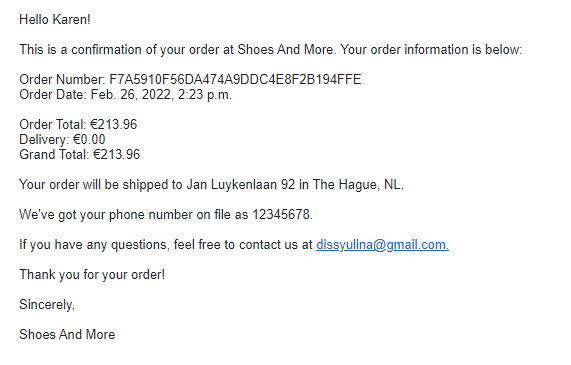 Hello Karen!
This is a confirmation of your order at Shoes And More. Your order information is below:
Order Number: F7A5910F56DA474A9DDC4E8F2B194FFE
Order Date: Feb. 26, 2022, 2:23 p.m.
Order Total: €213.96
Delivery: €0.00
Grand Total: €213.96
Your order will be shipped to Jan Luykenlaan 92 in The Hague, NL.
We've got your phone number on file as 12345678.
If you have any questions, feel free to contact us at dissyulina@gmail.com.
Thank you for your order!
Sincerely,
Shoes And More